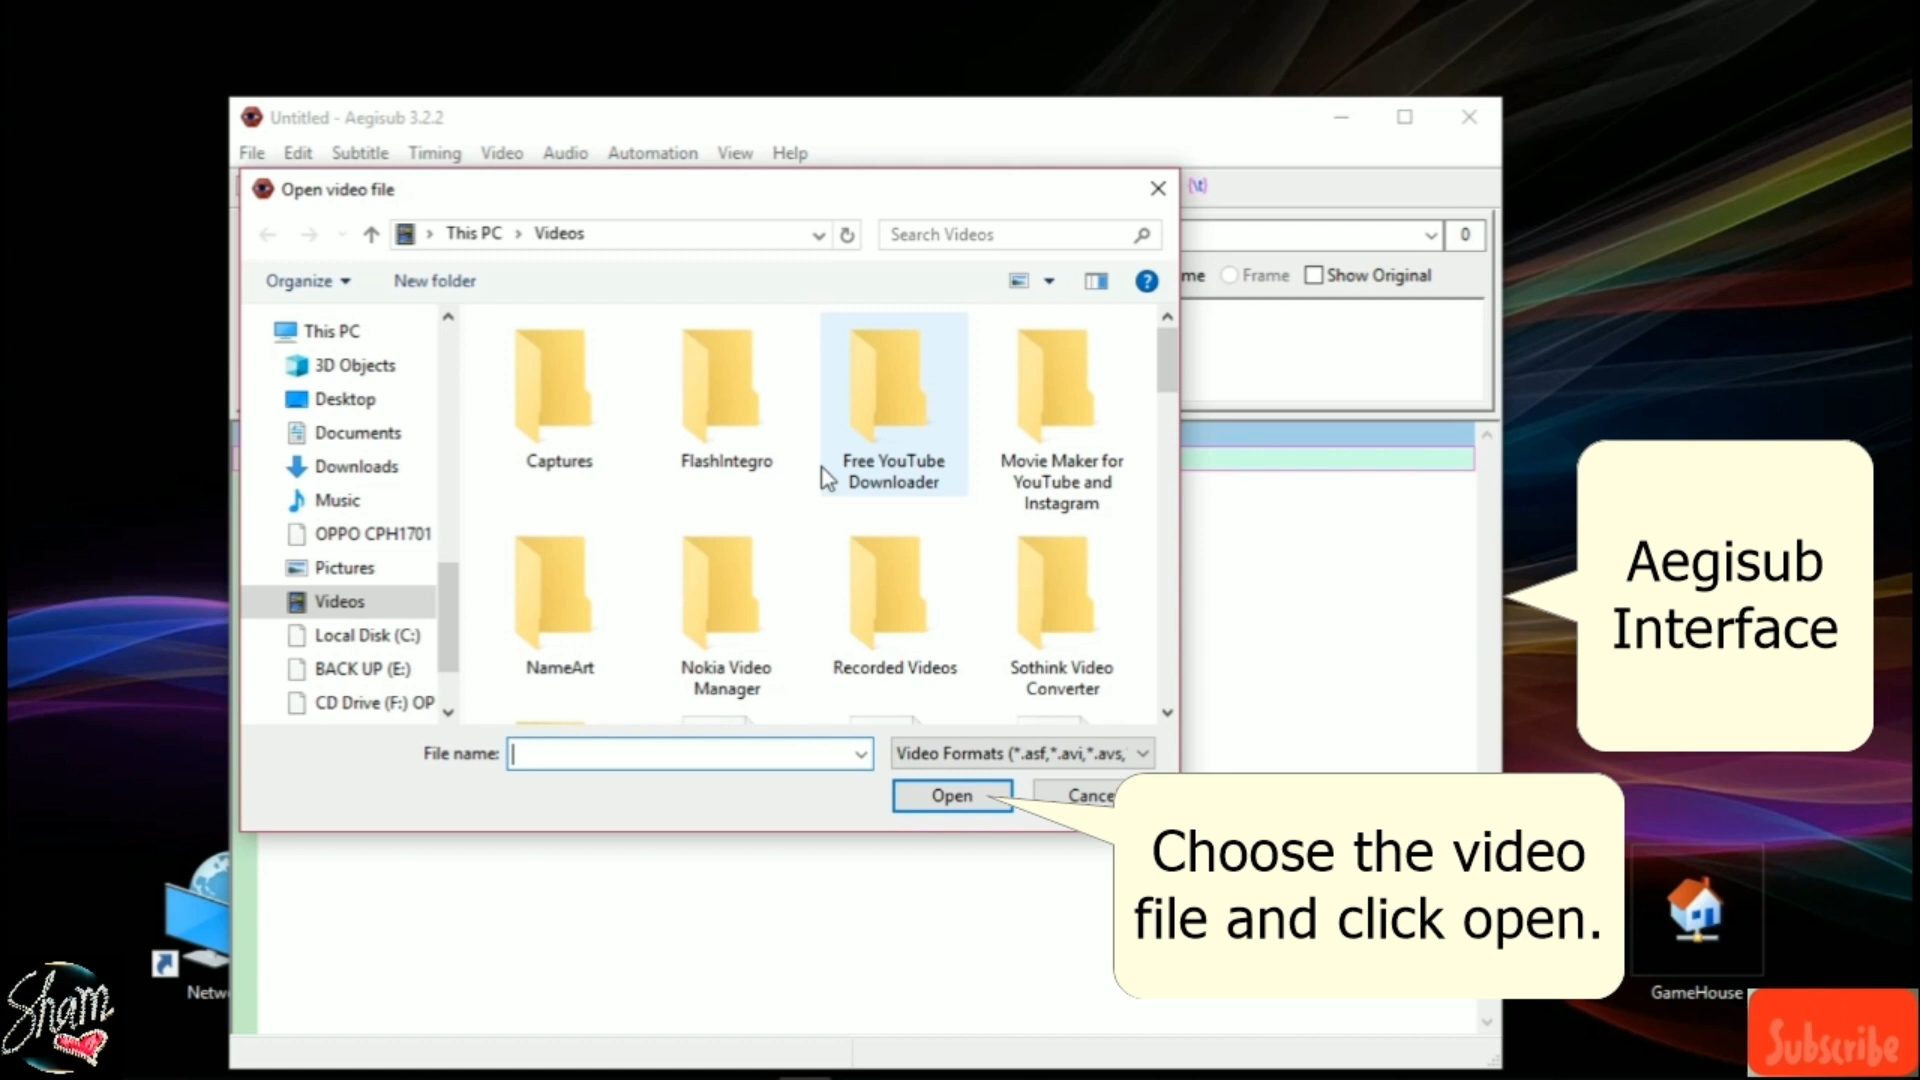 Untitled - Aegisub 3.2.2
File Edit Subtitle Timing Video Audio Automation View Help
Open video file
(\t)
This PC > Videos
Search Videos
0
Organize
New folder
me Frame Show Original
This PC
3D Objects
Desktop
Documents
Downloads
Music
OPPO CPH1701
Pictures
Videos
Local Disk (C:)
BACK UP (E:)
CD Drive (F:) OP
Captures
FlashIntegro
Free YouTube
Downloader
Movie Maker for
YouTube and
Instagram
NameArt
Nokia Video
Manager
Recorded Videos
Sothink Video
Converter
File name:
Video Formats (*.asf,*.avi,*.avs,
Open
Cance
Aegisub
Interface
Choose the video
file and click open.
Netw
GameHouse
Sham
Subscribe